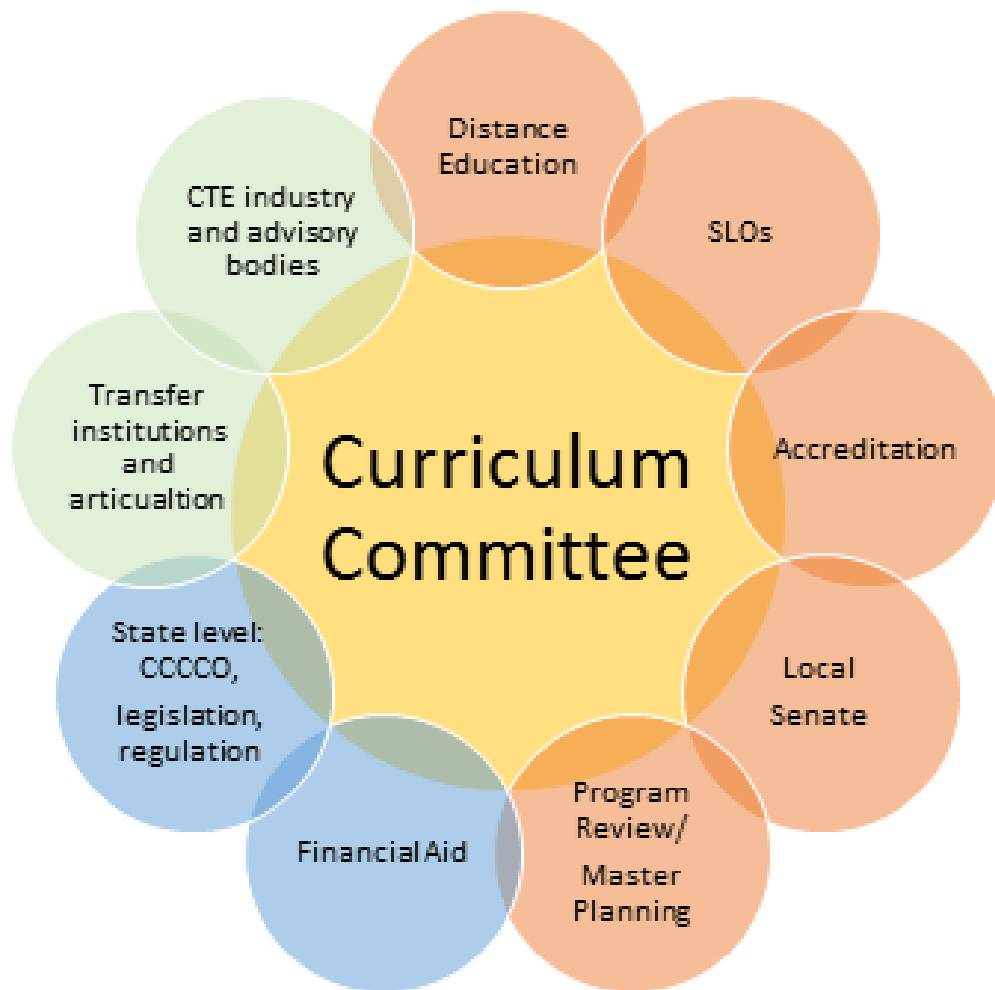 Distance
Education
SLOs
Accreditation
Local
Senate
Program
Review/
Master
Planning
Financial Aid
State level:
CCCCO,
legislation,
regulation
Transfer
institutions
and
articualtion
CTE industry
and advisory
bodies
Curriculum
Committee